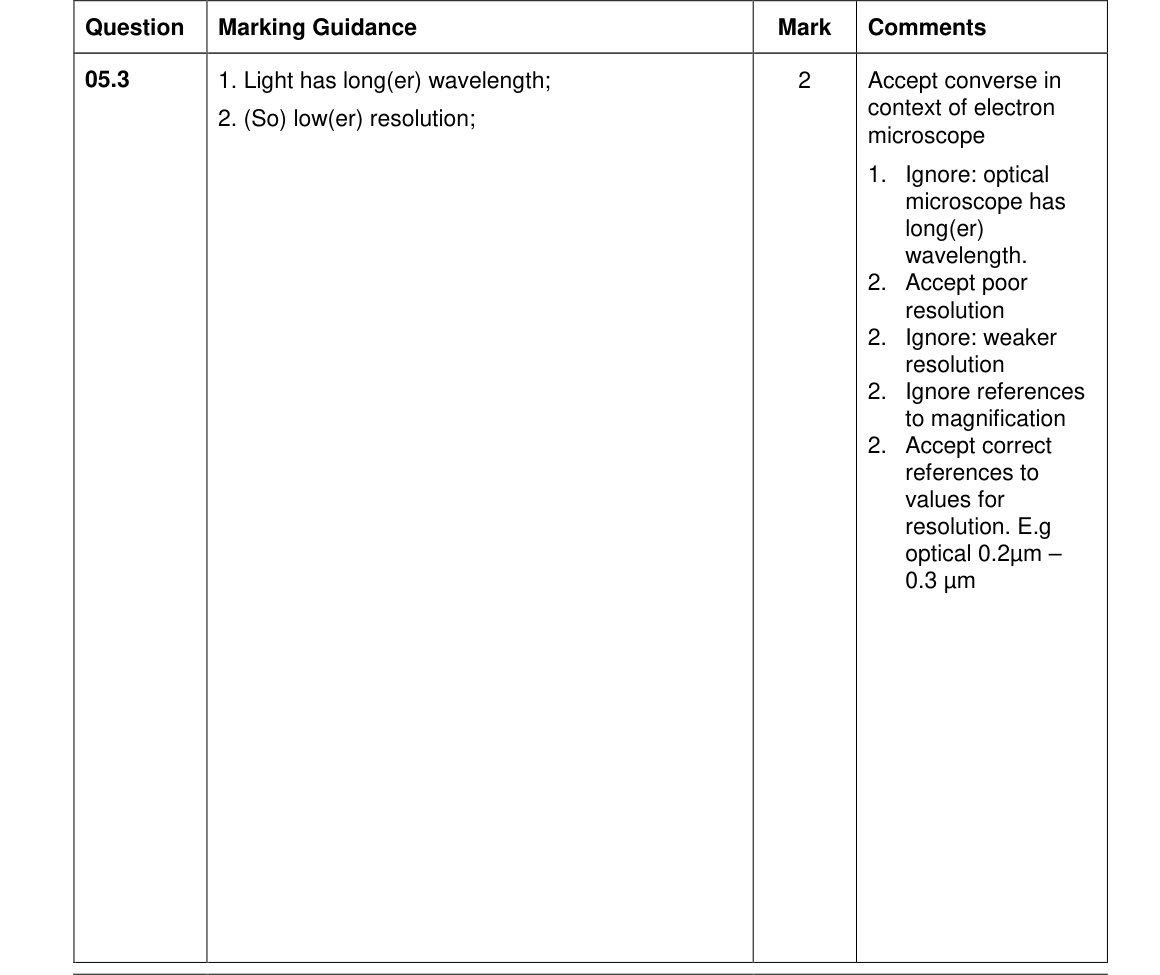 Question Marking Guidance Mark Comments
05.3 1. Light has long(er) wavelength; 2 Accept converse in
context of electron
2. (So) low(er) resolution;
microscope
1. Ignore: optical
microscope has
long(er)
wavelength.
2. Accept poor
resolution
2. Ignore: weaker
resolution
2. Ignore references
to magnification
2. Accept correct
references to
values for
resolution. E.g
optical 0.2µm –
0.3 µm